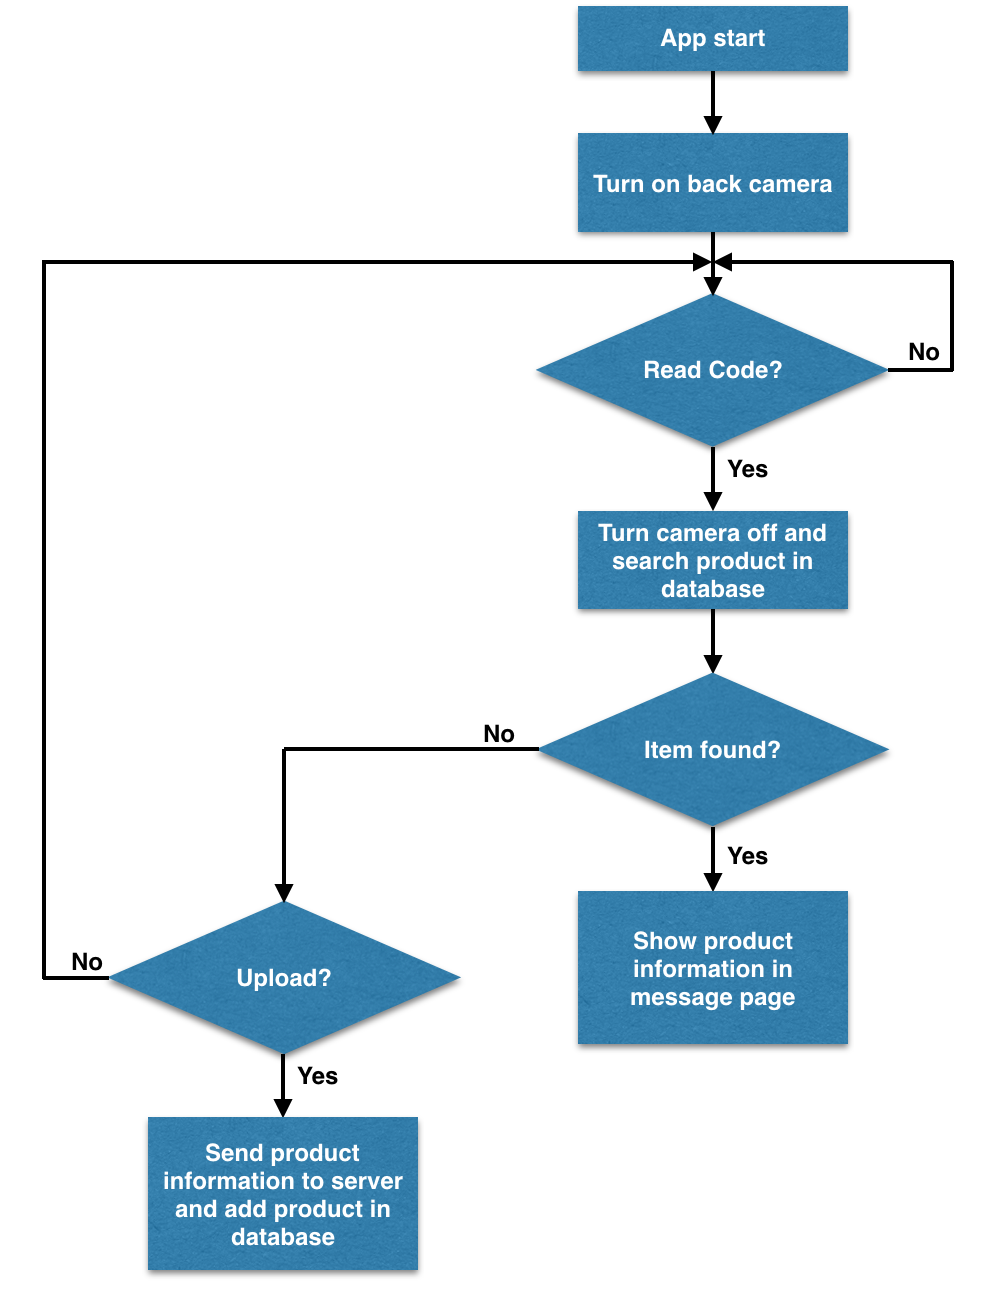 App start
Turn on back camera
Read Code?
No
Yes
Turn camera off and
search product in
database
No
Item found?
Yes
Show product
information in
message page
No
Upload?
Yes
Send product
information to server
and add product in
database